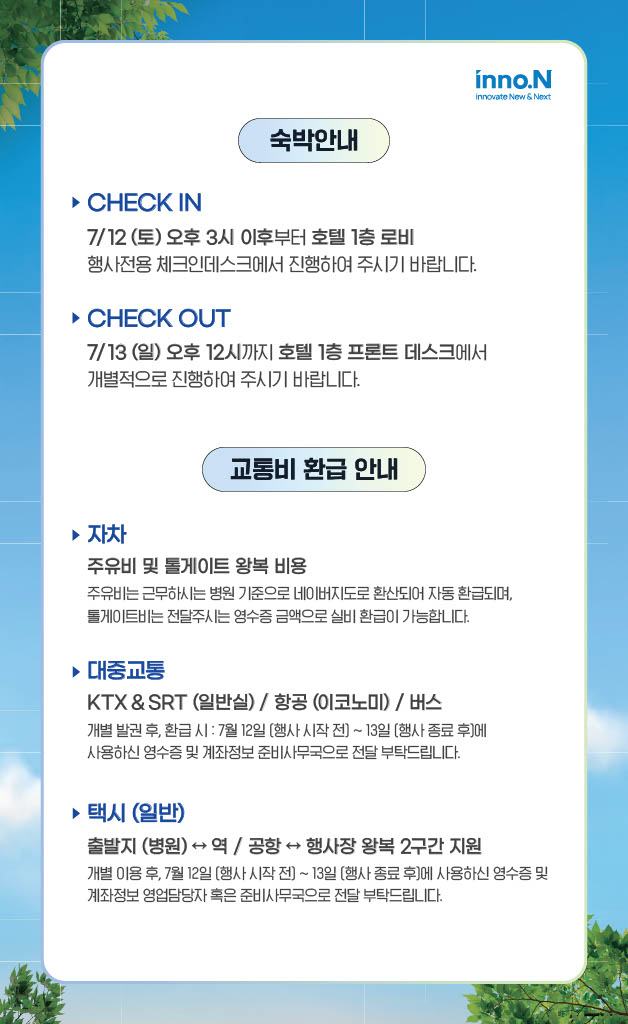 inno.N
innovate New & Next
숙박안내
CHECK IN
7/12 (토) 오후 3시 이후부터 호텔 1층 로비
행사전용 체크인데스크에서 진행하여 주시기 바랍니다.
CHECK OUT
7/13 (일) 오후 12시까지 호텔 1층 프론트 데스크에서
개별적으로 진행하여 주시기 바랍니다.
교통비 환급 안내
자차
주유비 및 톨게이트 왕복 비용
주유비는 근무하시는 병원 기준으로 네이버지도로 환산되어 자동 환급되며,
톨게이트비는 전달주시는 영수증 금액으로 실비 환급이 가능합니다.
대중교통
KTX & SRT (일반실) / 항공 (이코노미) / 버스
개별 발권 후, 환급 시 : 7월 12일 (행사 시작 전) ~ 13일 (행사 종료 후)에
사용하신 영수증 및 계좌정보 준비사무국으로 전달 부탁드립니다.
택시 (일반)
출발지 (병원) ↔ 역 / 공항 ↔ 행사장 왕복 2구간 지원
개별 이용 후, 7월 12일 (행사 시작 전) ~ 13일 (행사 종료 후)에 사용하신 영수증 및
계좌정보 영업담당자 혹은 준비사무국으로 전달 부탁드립니다.